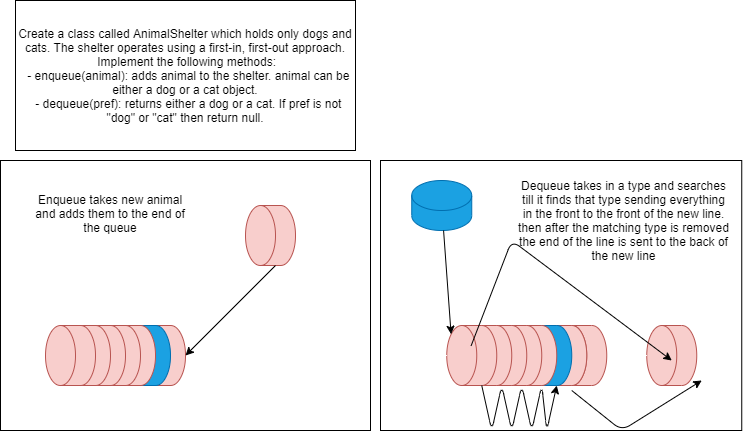 Create a class called AnimalShelter which holds only dogs and
cats. The shelter operates using a first-in, first-out approach.
Implement the following methods:
- enqueue(animal): adds animal to the shelter. animal can be
either a dog or a cat object.
- dequeue(pref): returns either a dog or a cat. If pref is not
"dog" or "cat" then return null.
Enqueue takes new animal
and adds them to the end of
the queue
Dequeue takes in a type and searches
till it finds that type sending everything
in the front to the front of the new line.
then after the matching type is removed
the end of the line is sent to the back of
the new line